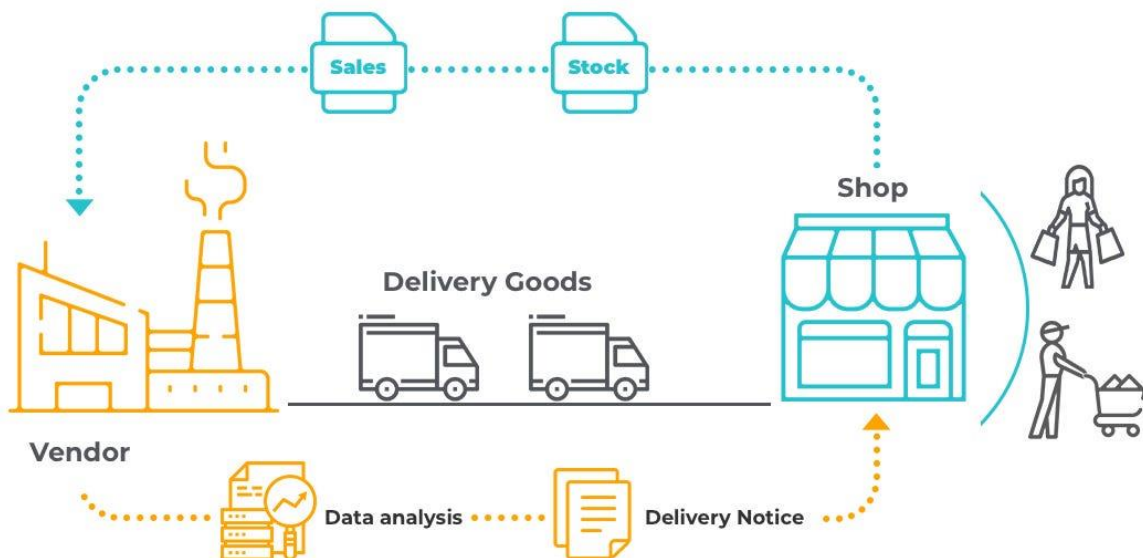 Sales
Stock
Shop
Delivery Goods
Vendor
Data analysis
Delivery Notice